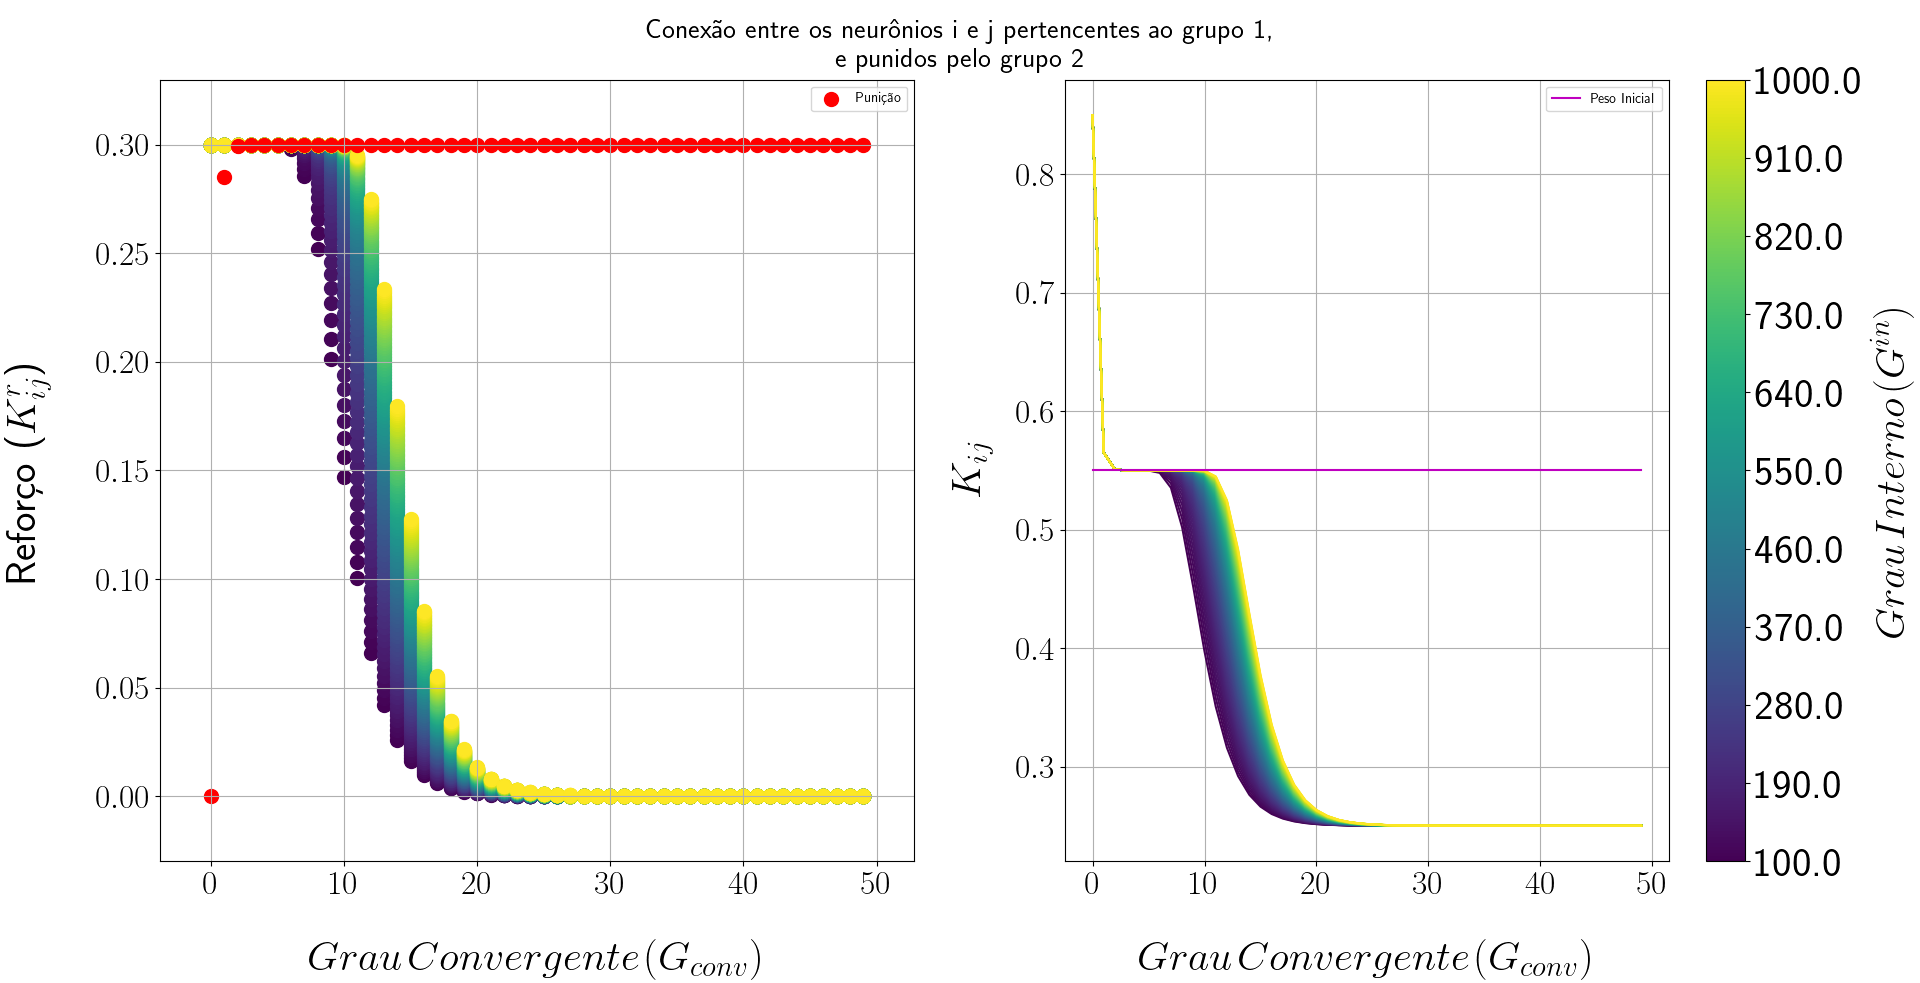 Conexão entre os neurônios i e j pertencentes ao grupo 1,
e punidos pelo grupo 2
Reforço (K^r_{ij})
0.30
0.25
0.20
0.15
0.10
0.05
0.00
Punição
0 10 20 30 40 50
Grau Convergente(G_{conv})
K_{ij}
0.8
0.7
0.6
0.5
0.4
0.3
Peso Inicial
0 10 20 30 40 50
Grau Convergente(G_{conv})
1000.0
910.0
820.0
730.0
640.0
550.0
460.0
370.0
280.0
190.0
100.0
Grau Interno(G^{in})